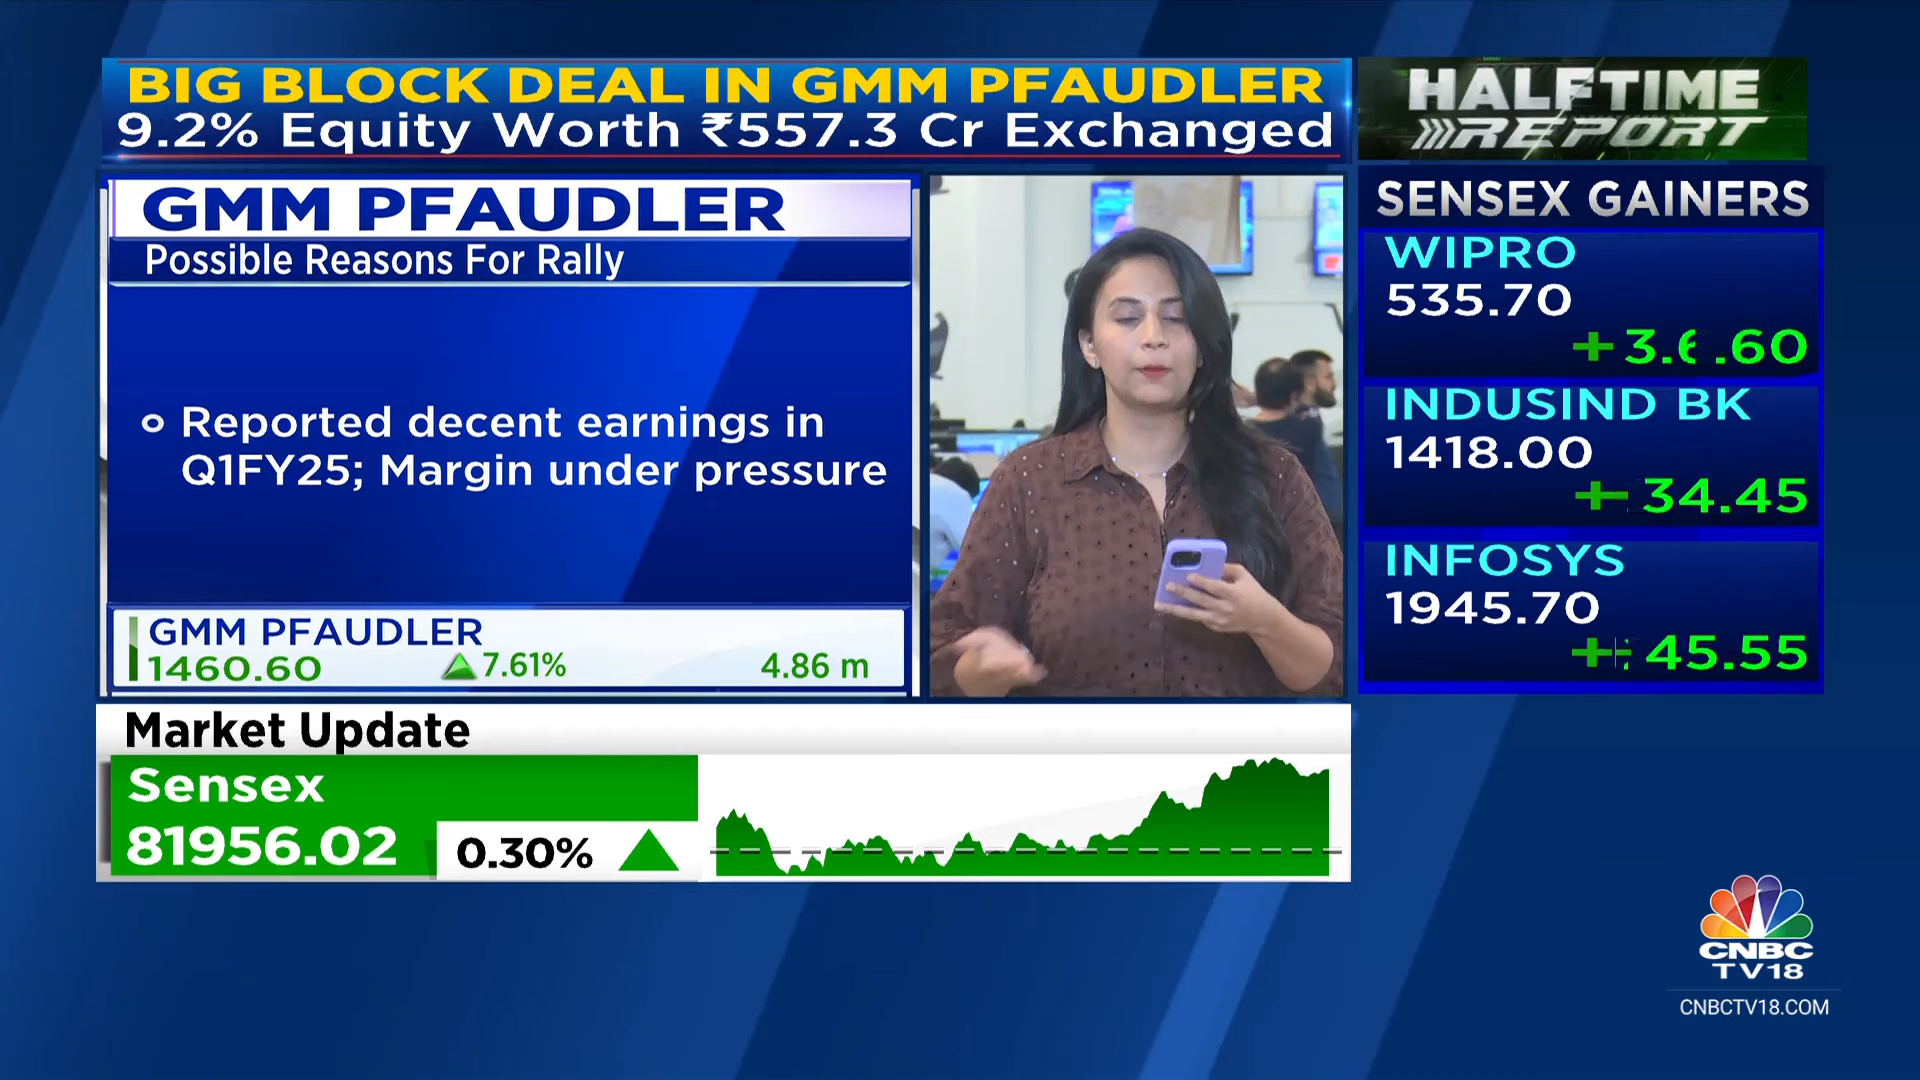 BIG BLOCK DEAL IN GMM PFAUDLER
9.2% Equity Worth ₹557.3 Cr Exchanged
HALFTIME
REPORT
GMM PFAUDLER
Possible Reasons For Rally
Reported decent earnings in
Q1FY25; Margin under pressure
GMM PFAUDLER
1460.60 7.61% 4.86 m
SENSEX GAINERS
WIPRO
535.70
INDUSIND BK
1418.00
+ 34.45
INFOSYS
1945.70
+ 45.55
Market Update
Sensex
81956.02
0.30%
CNBC
TV18
CNBCTV18.COM